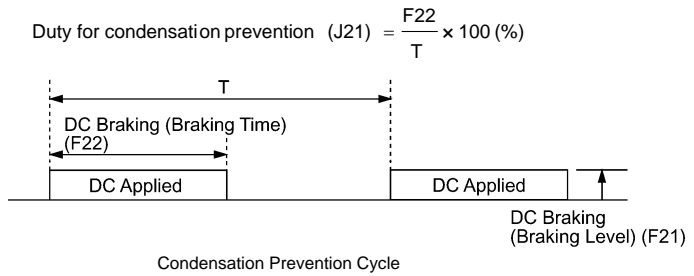 Duty for condensation prevention (J21) = F22/T × 100 (%)
T
DC Braking (Braking Time)
(F22)
DC Applied
DC Applied
DC Braking
(Braking Level) (F21)
Condensation Prevention Cycle